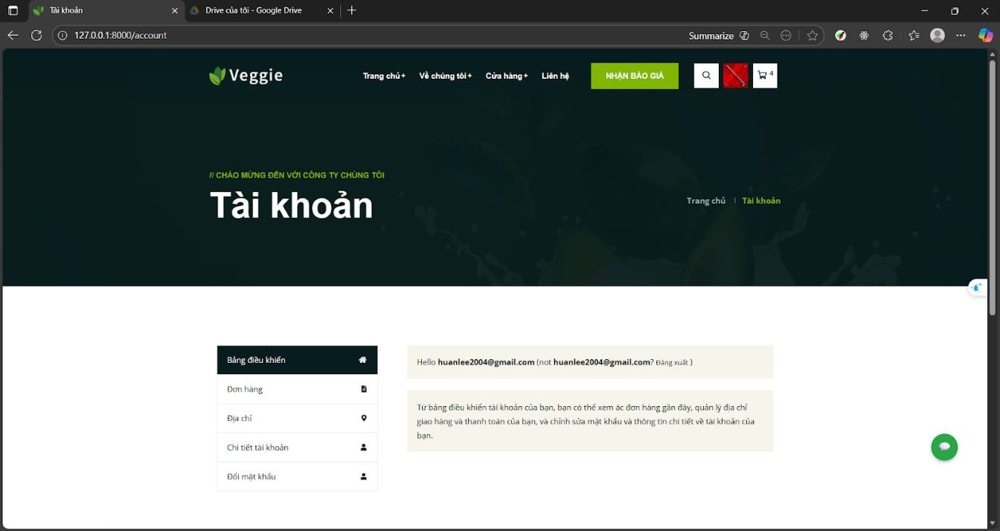 Tài khoản
Drive của tôi - Google Drive
127.0.0.1:8000/account
Summarize
Veggie
Trang chủ+
Về chúng tôi+
Cửa hàng+
Liên hệ
NHẬN BÁO GIÁ
4
// CHÀO MỪNG ĐẾN VỚI CÔNG TY CHÚNG TÔI
Tài khoản
Trang chủ | Tài khoản
Bảng điều khiển
Đơn hàng
Địa chỉ
Chi tiết tài khoản
Đổi mật khẩu
Hello huanlee2004@gmail.com (not huanlee2004@gmail.com? Đăng xuất )
Từ bảng điều khiển tài khoản của bạn, bạn có thể xem ác đơn hàng gần đây, quản lý địa chỉ
giao hàng và thanh toán của bạn, và chỉnh sửa mật khẩu và thông tin chi tiết về tài khoản của
bạn.